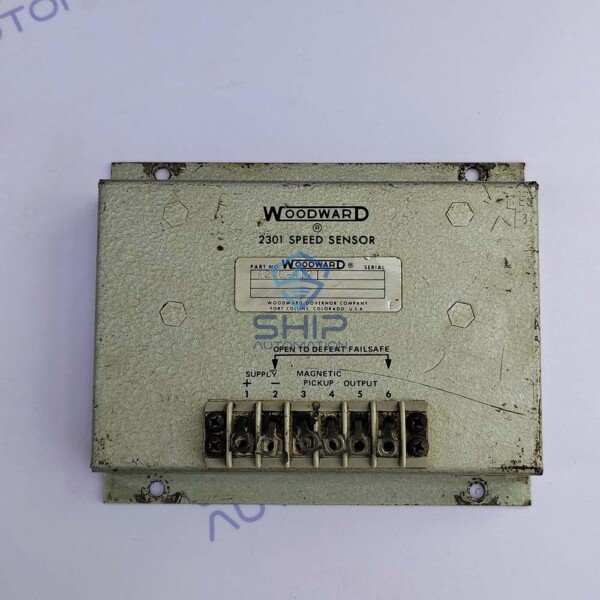 WOODWARD
®
2301 SPEED SENSOR
PART NO. WOODWARD® SERIAL
WOODWARD GOVERNOR COMPANY
FORT COLLINS, COLORADO, U.S.A.
SHIP
AUTOMATION
OPEN TO DEFEAT FAILSAFE
SUPPLY MAGNETIC
+ − PICKUP OUTPUT
1 2 3 4 5 6